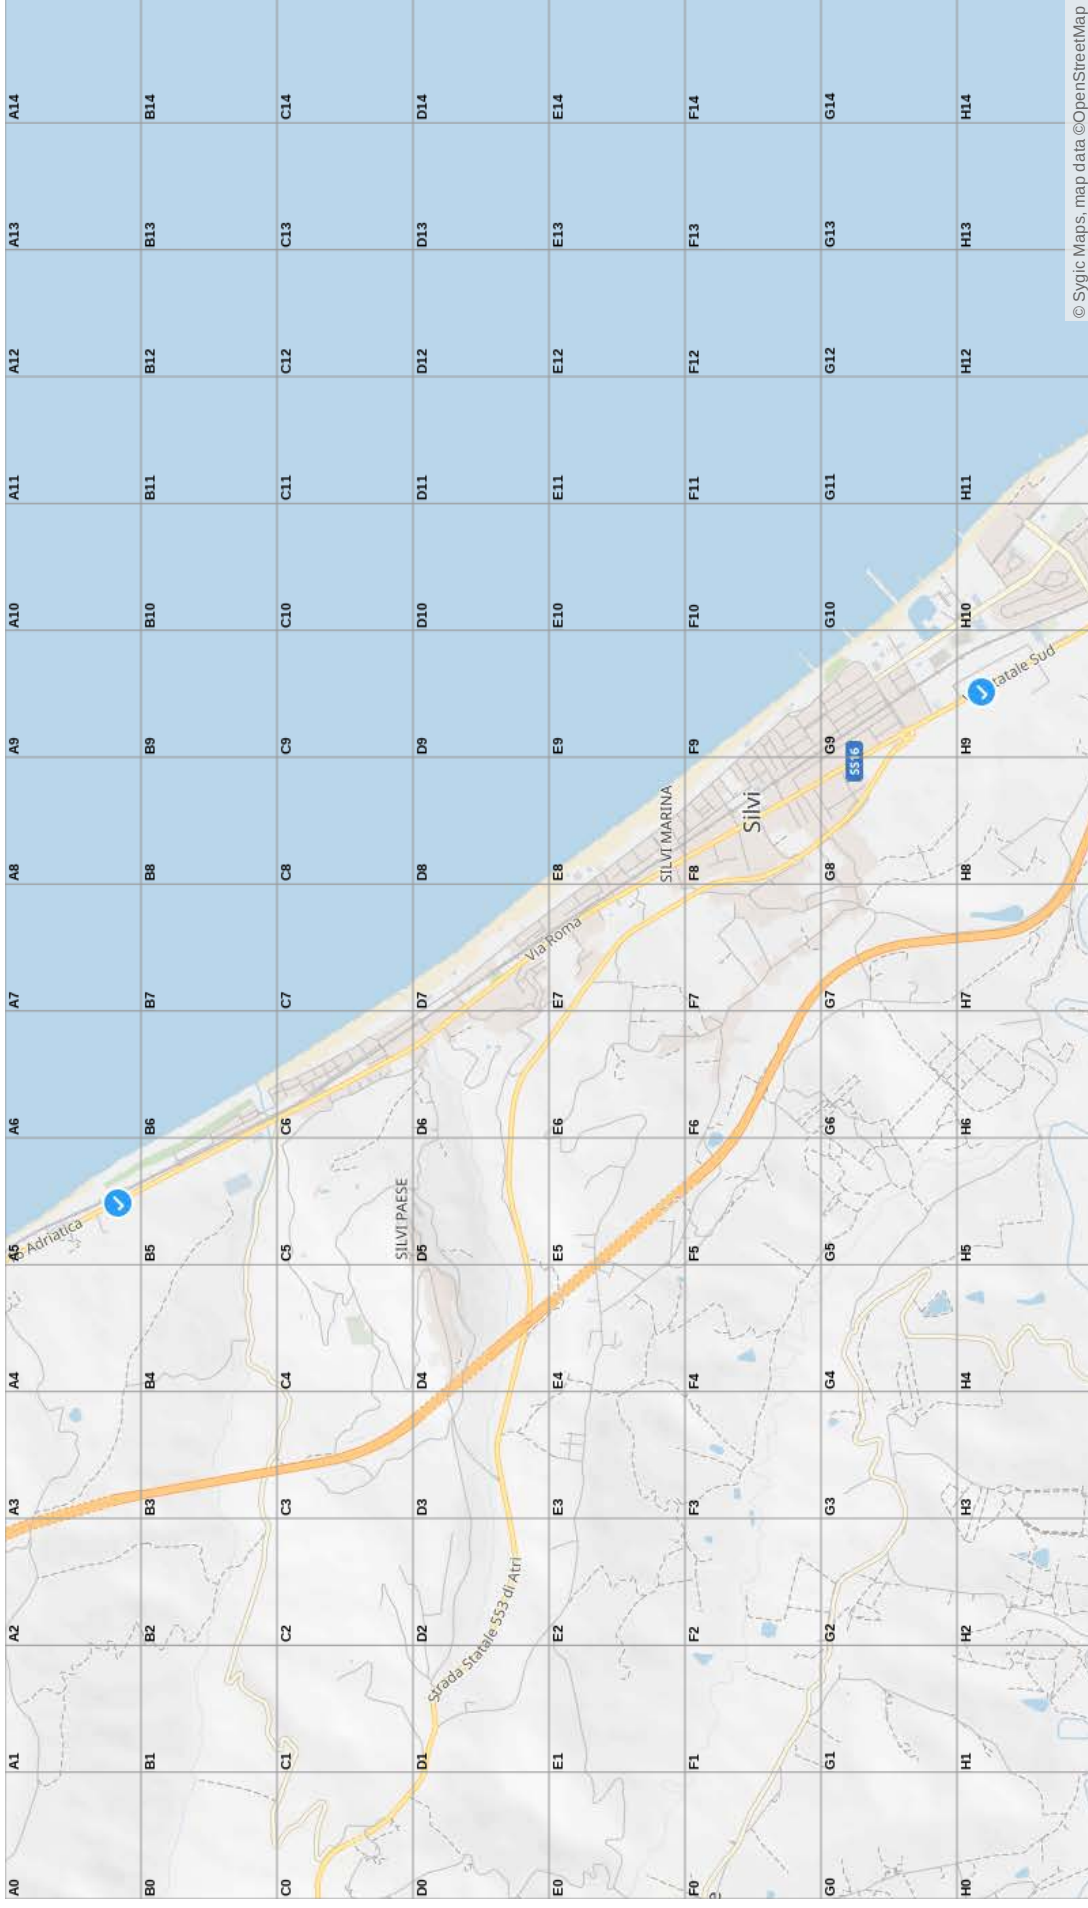 A0 A1 A2 A3 A4 A5 A6 A7 A8 A9 A10 A11 A12 A13 A14
Adriatica
B0 B1 B2 B3 B4 B5 B6 B7 B8 B9 B10 B11 B12 B13 B14
C0 C1 C2 C3 C4 C5 C6 C7 C8 C9 C10 C11 C12 C13 C14
SILVI PAESE
D0 D1 D2 D3 D4 D5 D6 D7 D8 D9 D10 D11 D12 D13 D14
Strada Statale 553 di Atri
Via Roma
E0 E1 E2 E3 E4 E5 E6 E7 E8 E9 E10 E11 E12 E13 E14
SILVI MARINA
F0 F1 F2 F3 F4 F5 F6 F7 F8 F9 F10 F11 F12 F13 F14
Silvi
G0 G1 G2 G3 G4 G5 G6 G7 G8 G9 G10 G11 G12 G13 G14
SS16
H0 H1 H2 H3 H4 H5 H6 H7 H8 H9 H10 H11 H12 H13 H14
Sud
© Sygic Maps, map data ©OpenStreetMap